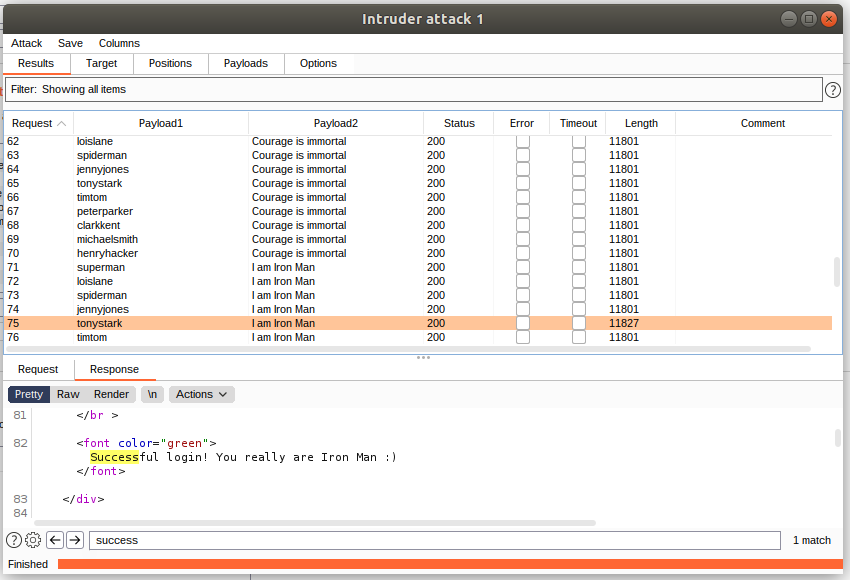 Intruder attack 1
Attack Save Columns
Results Target Positions Payloads Options
Filter: Showing all items ?
Request Payload1 Payload2 Status Error Timeout Length Comment
62 loislane Courage is immortal 200 11801
63 spiderman Courage is immortal 200 11801
64 jennyjones Courage is immortal 200 11801
65 tonystark Courage is immortal 200 11801
66 timtom Courage is immortal 200 11801
67 peterparker Courage is immortal 200 11801
68 clarkkent Courage is immortal 200 11801
69 michaelsmith Courage is immortal 200 11801
70 henryhacker Courage is immortal 200 11801
71 superman I am Iron Man 200 11801
72 loislane I am Iron Man 200 11801
73 spiderman I am Iron Man 200 11801
74 jennyjones I am Iron Man 200 11801
75 tonystark I am Iron Man 200 11827
76 timtom I am Iron Man 200 11801
Request Response
Pretty Raw Render \n Actions
81 </br >
82 <font color="green">
Successful login! You really are Iron Man :)
</font>
83 </div>
84
? success 1 match
Finished